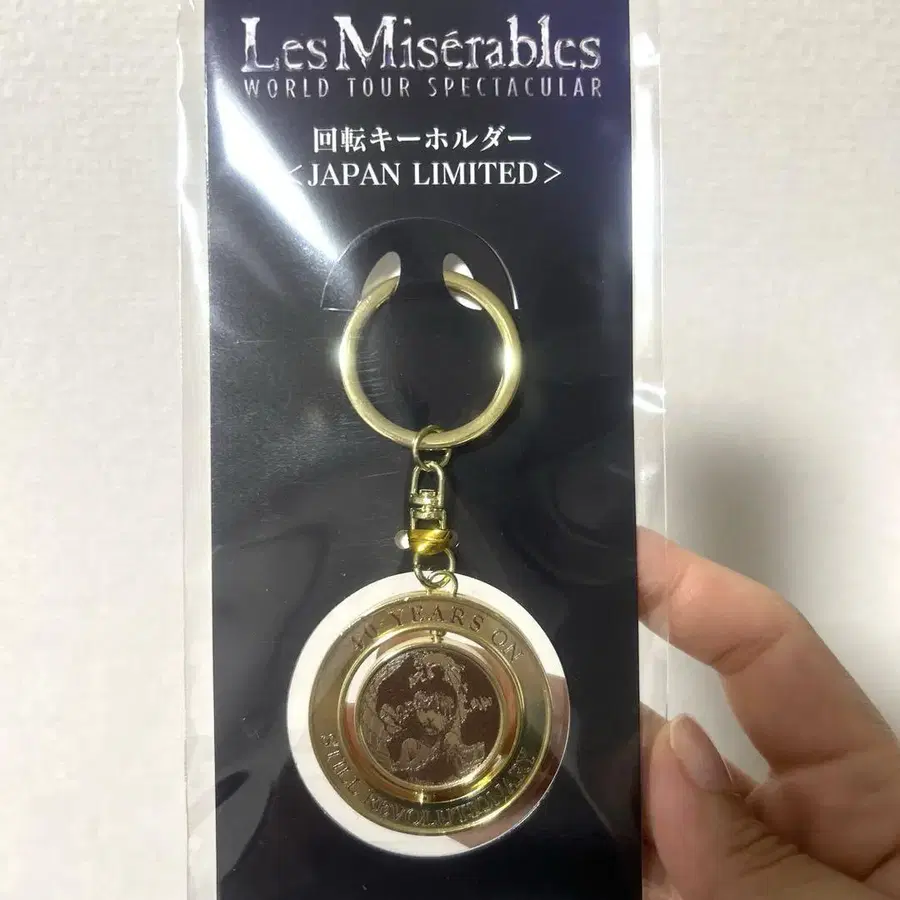 Les Misérables
WORLD TOUR SPECTACULAR
回転キーホルダー
<JAPAN LIMITED>
40 YEARS ON
STILL REVOLUTIONARY